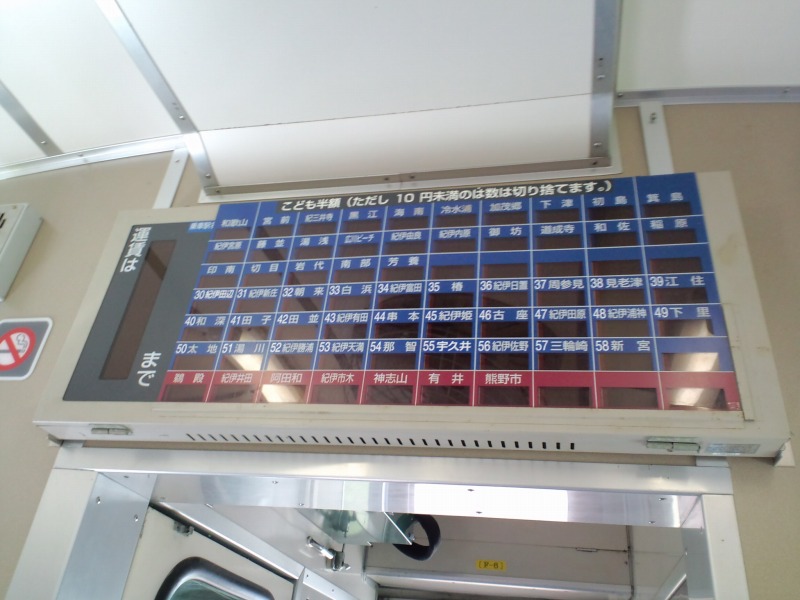 こども半額（ただし 10 円未満のは数は切り捨てます。）
運賃は まで
和歌山 宮前 紀三井寺 黒江 海南 冷水浦 加茂郷 下津 初島 箕島
紀伊宮原 藤並 湯浅 広川ビーチ 紀伊由良 紀伊内原 御坊 道成寺 和佐 稲原
印南 切目 岩代 南部 芳養
30紀伊田辺 31紀伊新庄 32朝来 33白浜 34紀伊富田 35椿 36紀伊日置 37周参見 38見老津 39江住
40和深 41田子 42田並 43紀伊有田 44串本 45紀伊姫 46古座 47紀伊田原 48紀伊浦神 49下里
50太地 51湯川 52紀伊勝浦 53紀伊天満 54那智 55宇久井 56紀伊佐野 57三輪崎 58新宮
鵜殿 紀伊井田 阿田和 紀伊市木 神志山 有井 熊野市